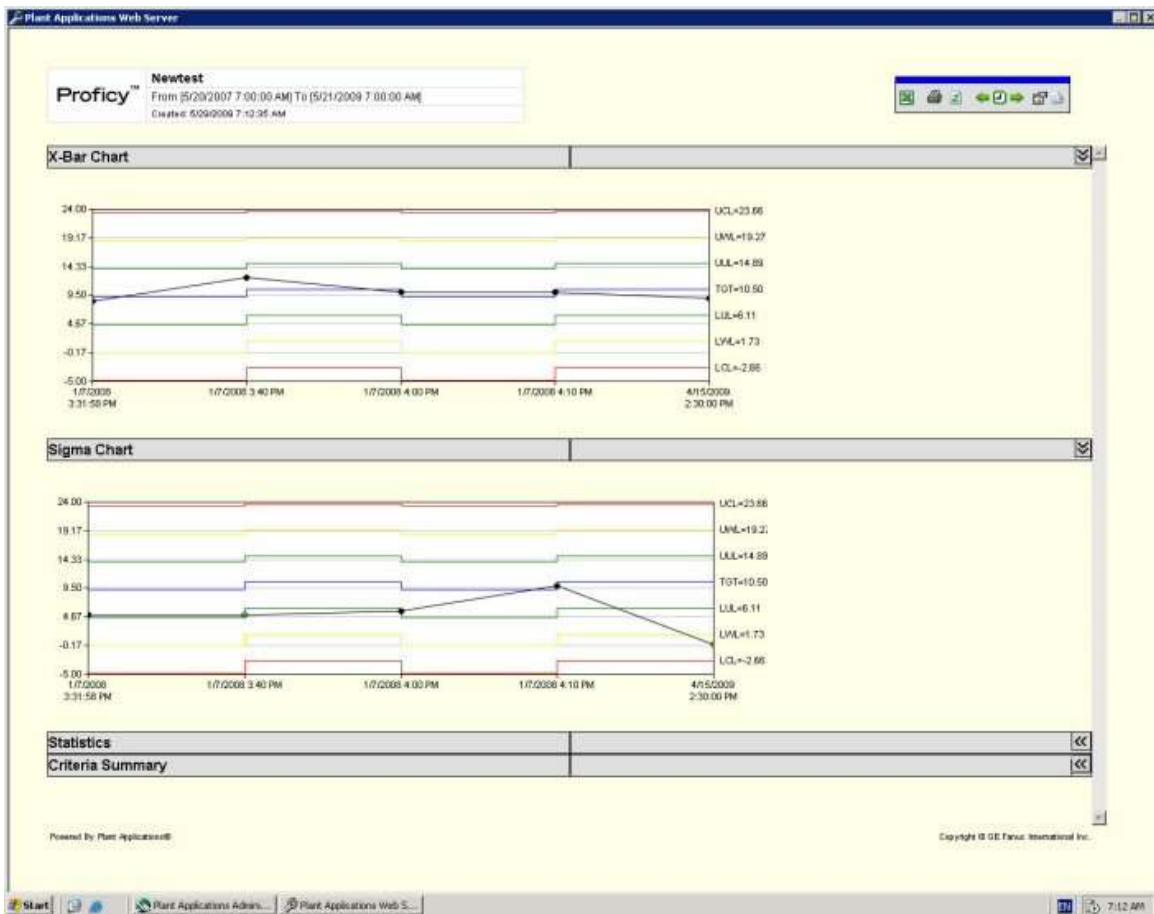 Plant Applications Web Server
Proficy™
Newtest
From [5/20/2007 7:00:00 AM] To [5/21/2009 7:00:00 AM]
Created: 5/29/2009 7:12:35 AM
X-Bar Chart
24.00
19.17
14.33
9.50
4.67
-0.17
-5.00
UCL=23.66
UWL=19.27
UUL=14.89
TGT=10.50
LUL=6.11
LWL=1.73
LCL=-2.66
1/7/2008 3:31:58 PM
1/7/2008 3:40 PM
1/7/2008 4:00 PM
1/7/2008 4:10 PM
4/15/2009 2:30:00 PM
Sigma Chart
24.00
19.17
14.33
9.50
4.67
-0.17
-5.00
UCL=23.66
UWL=19.27
UUL=14.89
TGT=10.50
LUL=6.11
LWL=1.73
LCL=-2.66
1/7/2008 3:31:58 PM
1/7/2008 3:40 PM
1/7/2008 4:00 PM
1/7/2008 4:10 PM
4/15/2009 2:30:00 PM
Statistics
Criteria Summary
Powered By Plant Applications®
Copyright © GE Fanuc International Inc.
Start
Plant Applications Admin...
Plant Applications Web S...
EN
7:12 AM